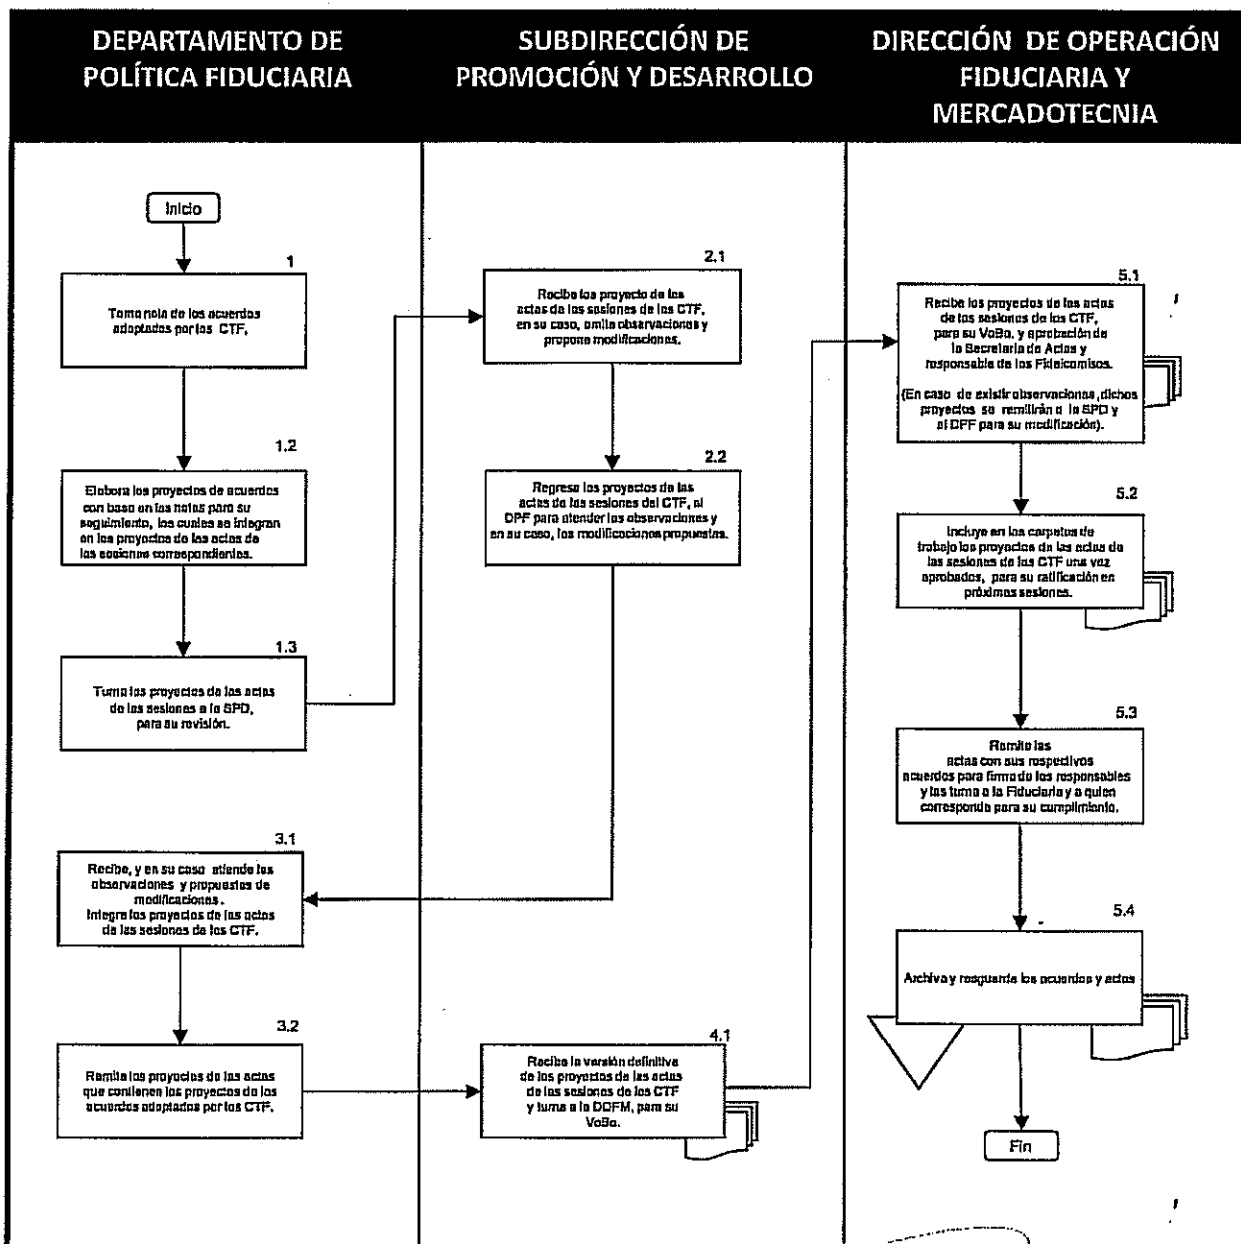 DEPARTAMENTO DE
POLÍTICA FIDUCIARIA
SUBDIRECCIÓN DE
PROMOCIÓN Y DESARROLLO
DIRECCIÓN DE OPERACIÓN
FIDUCIARIA Y
MERCADOTECNIA
Inicio
1
Toma nota de los acuerdos
adoptados por los CTF.
1.2
Elabora los proyectos de acuerdos
con base en las notas para su
seguimiento, los cuales se integran
en los proyectos de las actas de
las sesiones correspondientes.
1.3
Turna los proyectos de las actas
de las sesiones a la SPD,
para su revisión.
3.1
Recibe, y en su caso atiende las
observaciones y propuestas de
modificaciones.
Integra los proyectos de las actas
de las sesiones de los CTF.
3.2
Remite los proyectos de las actas
que contienen los proyectos de los
acuerdos adoptados por los CTF.
2.1
Recibe los proyecto de las
actas de las sesiones de los CTF,
en su caso, emite observaciones y
propone modificaciones.
2.2
Regresa los proyectos de las
actas de las sesiones del CTF, al
DPF para atender las observaciones y
en su caso, las modificaciones propuestas.
4.1
Recibe la versión definitiva
de los proyectos de las actas
de las sesiones de los CTF
y turna a la DOFM, para su
VoBo.
5.1
Recibe los proyectos de las actas
de las sesiones de los CTF,
para su VoBo. y aprobación de
la Secretaria de Actas y
responsable de los Fideicomisos.
(En caso de existir observaciones, dichos
proyectos se remitirán a la SPD y
al DPF para su modificación).
5.2
Incluye en las carpetas de
trabajo los proyectos de las actas de
las sesiones de los CTF una vez
aprobados, para su ratificación en
próximas sesiones.
5.3
Remite las
actas con sus respectivos
acuerdos para firma de los responsables
y las turna a la Fiduciaria y a quien
corresponda para su cumplimiento.
5.4
Archiva y resguarda los acuerdos y actas
Fin